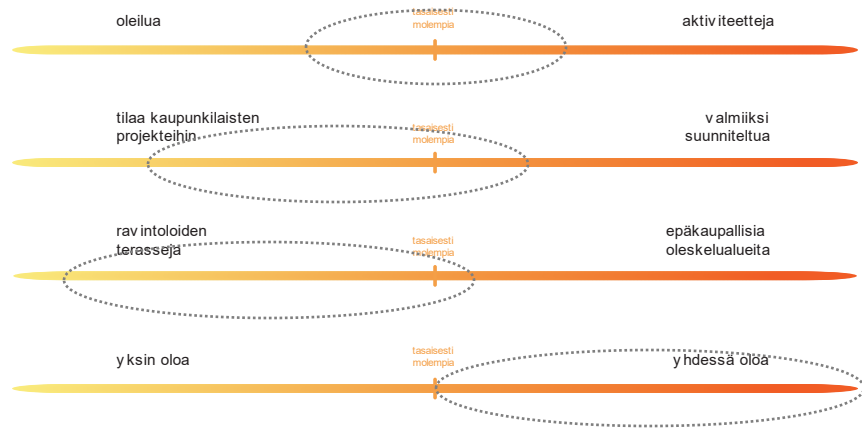 oleilua
tasaisesti
molempia
aktiviteetteja
tilaa kaupunkilaisten
projekteihin
tasaisesti
molempia
valmiiksi
suunniteltua
ravintoloiden
terasseja
tasaisesti
molempia
epäkaupallisia
oleskelualueita
yksin oloa
tasaisesti
molempia
yhdessä oloa